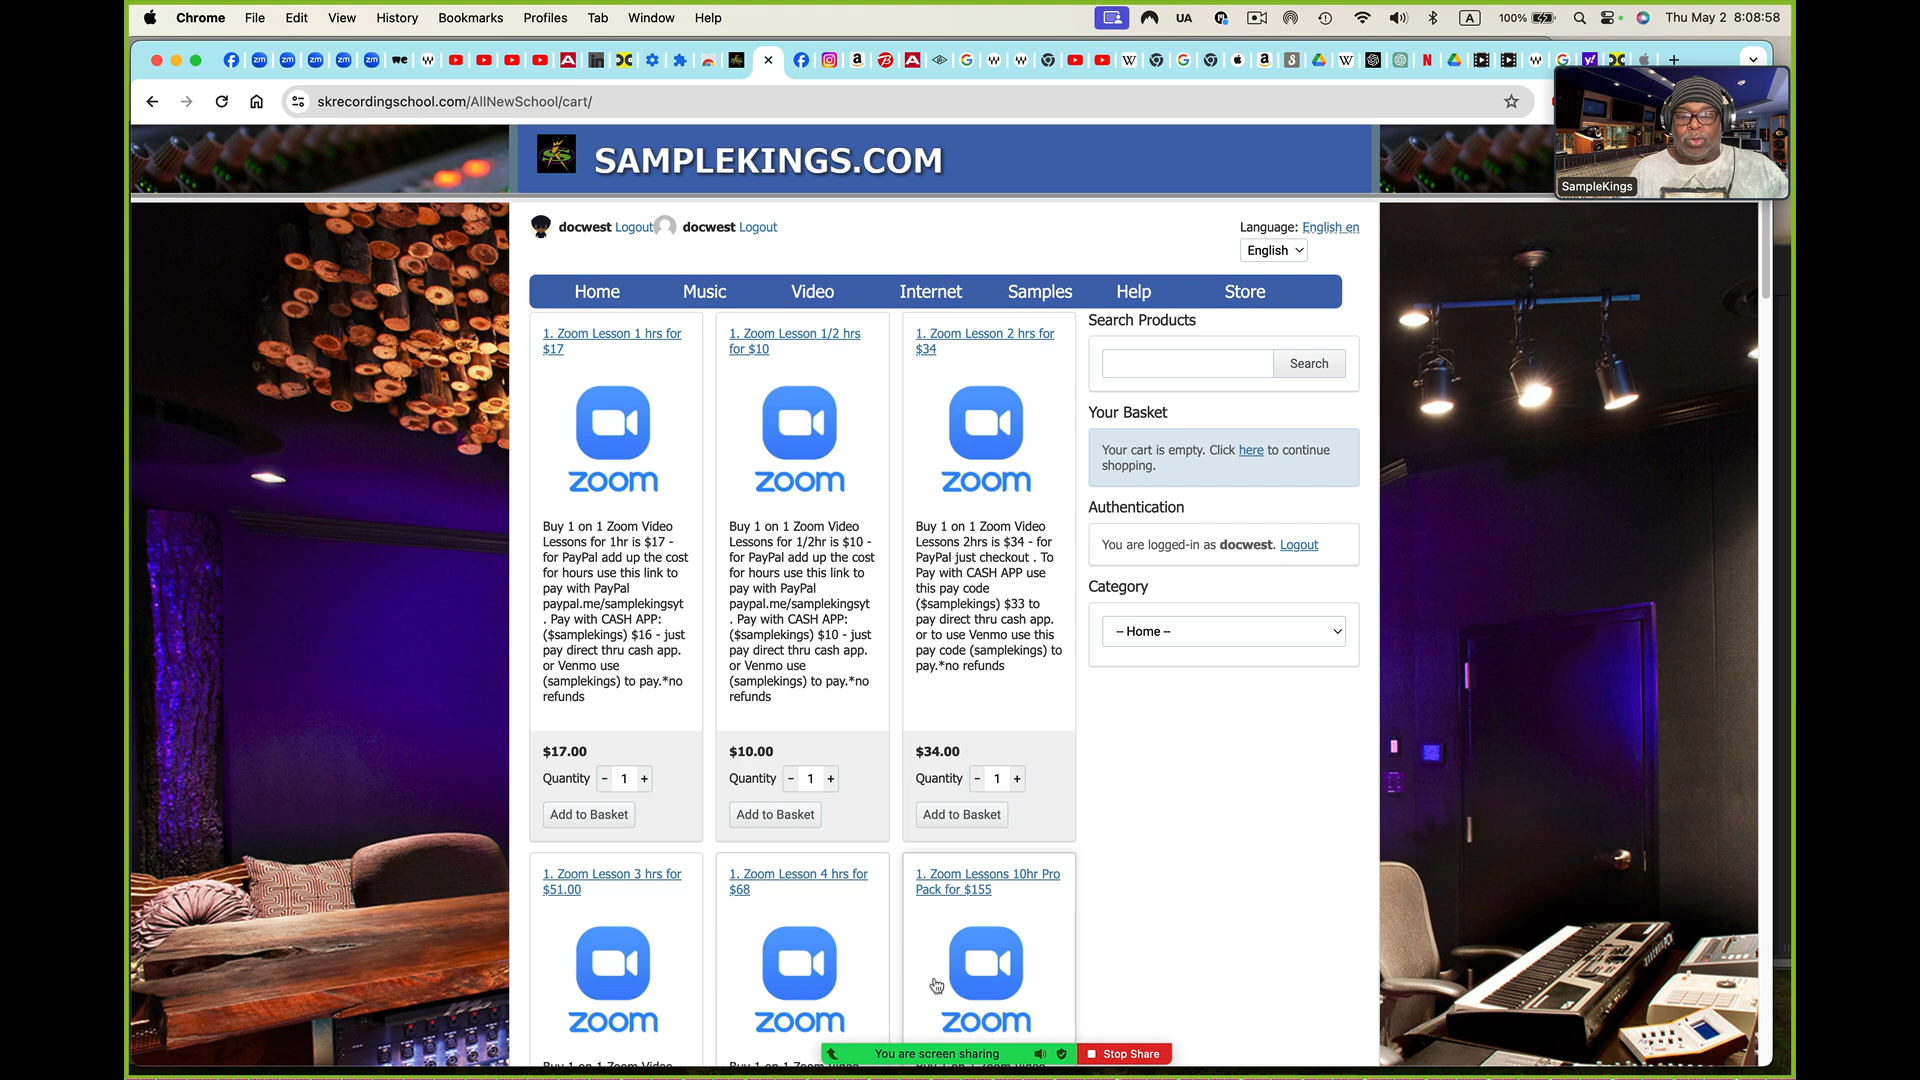 Chrome File Edit View History Bookmarks Profiles Tab Window Help
UA
A
100%
Thu May 2 8:08:58
skrecordingschool.com/AllNewSchool/cart/
SampleKings
SAMPLEKINGS.COM
docwest Logout docwest Logout
Language: English en
English
Home Music Video Internet Samples Help Store
1. Zoom Lesson 1 hrs for
$17
zoom
Buy 1 on 1 Zoom Video
Lessons for 1hr is $17 -
for PayPal add up the cost
for hours use this link to
pay with PayPal
paypal.me/samplekingsyt
. Pay with CASH APP:
($samplekings) $16 - just
pay direct thru cash app.
or Venmo use
(samplekings) to pay.*no
refunds
$17.00
Quantity - 1 +
Add to Basket
1. Zoom Lesson 1/2 hrs
for $10
zoom
Buy 1 on 1 Zoom Video
Lessons for 1/2hr is $10 -
for PayPal add up the cost
for hours use this link to
pay with PayPal
paypal.me/samplekingsyt
. Pay with CASH APP:
($samplekings) $10 - just
pay direct thru cash app.
or Venmo use
(samplekings) to pay.*no
refunds
$10.00
Quantity - 1 +
Add to Basket
1. Zoom Lesson 2 hrs for
$34
zoom
Buy 1 on 1 Zoom Video
Lessons 2hrs is $34 - for
PayPal just checkout . To
Pay with CASH APP use
this pay code
($samplekings) $33 to
pay direct thru cash app.
or to use Venmo use this
pay code (samplekings) to
pay.*no refunds
$34.00
Quantity - 1 +
Add to Basket
Search Products
Search
Your Basket
Your cart is empty. Click here to continue
shopping.
Authentication
You are logged-in as docwest. Logout
Category
-- Home --
1. Zoom Lesson 3 hrs for
$51.00
zoom
1. Zoom Lesson 4 hrs for
$68
zoom
1. Zoom Lessons 10hr Pro
Pack for $155
zoom
You are screen sharing
Stop Share